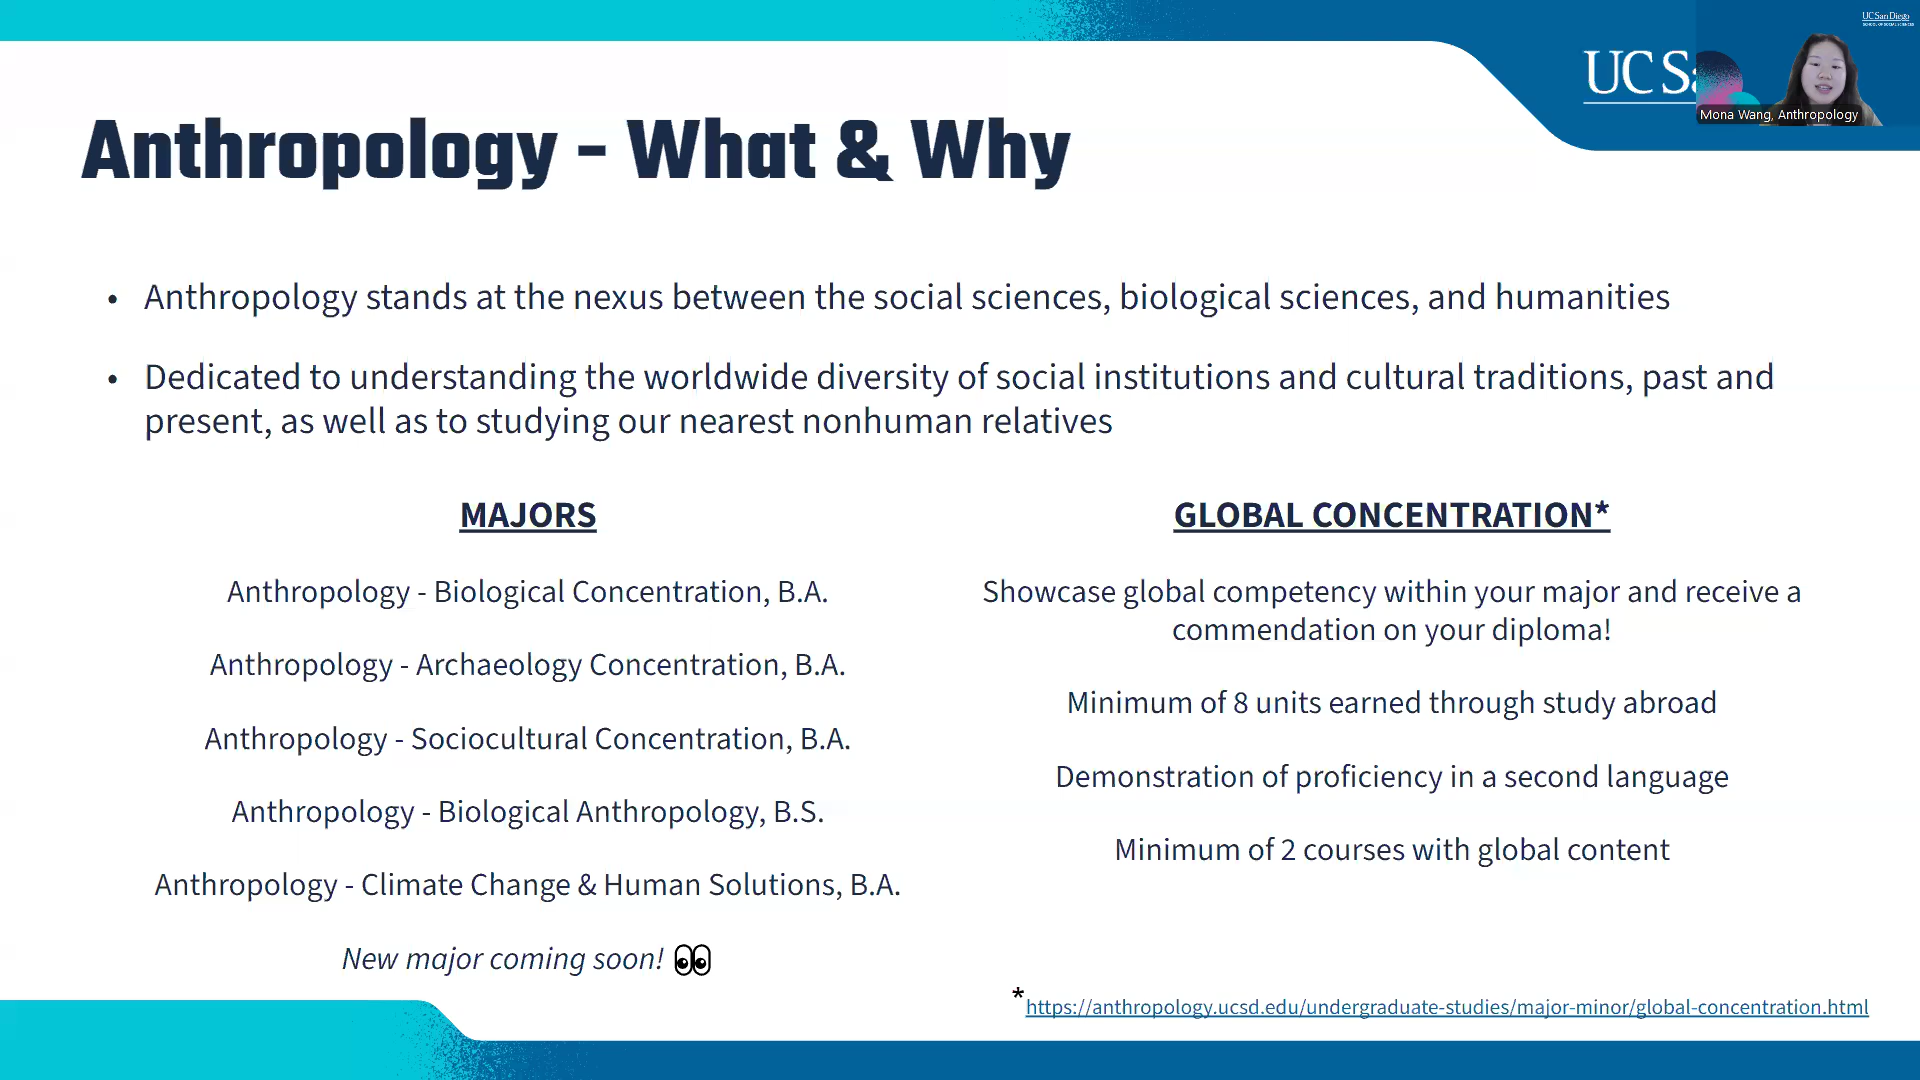 UC San Diego
SCHOOL OF SOCIAL SCIENCES
UC Sa
Mona Wang, Anthropology
Anthropology - What & Why
• Anthropology stands at the nexus between the social sciences, biological sciences, and humanities
• Dedicated to understanding the worldwide diversity of social institutions and cultural traditions, past and
present, as well as to studying our nearest nonhuman relatives
MAJORS
Anthropology - Biological Concentration, B.A.
Anthropology - Archaeology Concentration, B.A.
Anthropology - Sociocultural Concentration, B.A.
Anthropology - Biological Anthropology, B.S.
Anthropology - Climate Change & Human Solutions, B.A.
New major coming soon! 👀
GLOBAL CONCENTRATION*
Showcase global competency within your major and receive a
commendation on your diploma!
Minimum of 8 units earned through study abroad
Demonstration of proficiency in a second language
Minimum of 2 courses with global content
*https://anthropology.ucsd.edu/undergraduate-studies/major-minor/global-concentration.html